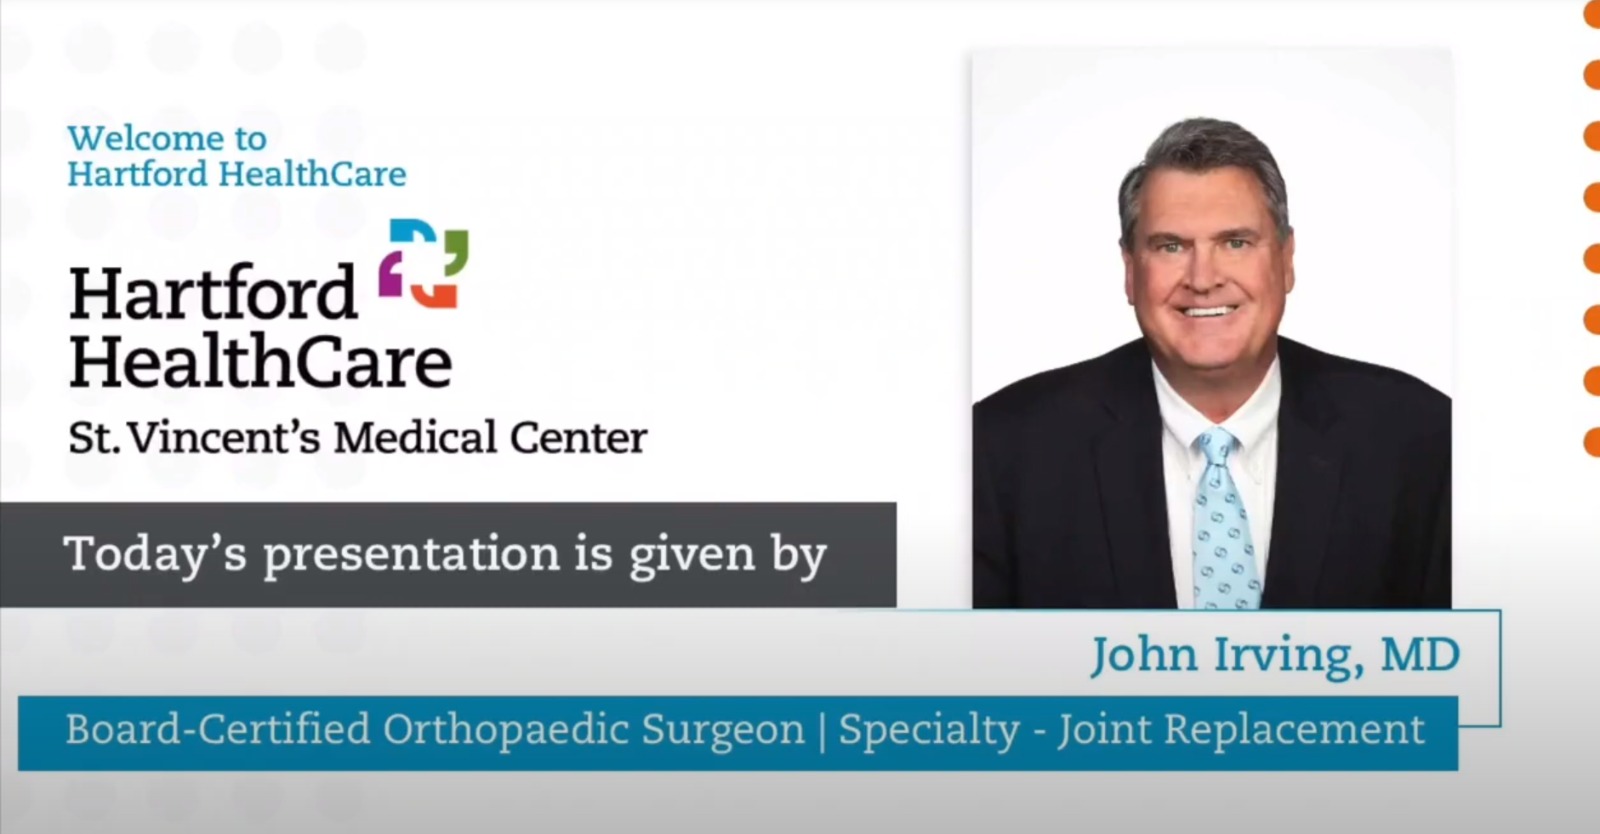 Welcome to
Hartford HealthCare
Hartford
HealthCare
St. Vincent's Medical Center
Today's presentation is given by
John Irving, MD
Board-Certified Orthopaedic Surgeon | Specialty - Joint Replacement